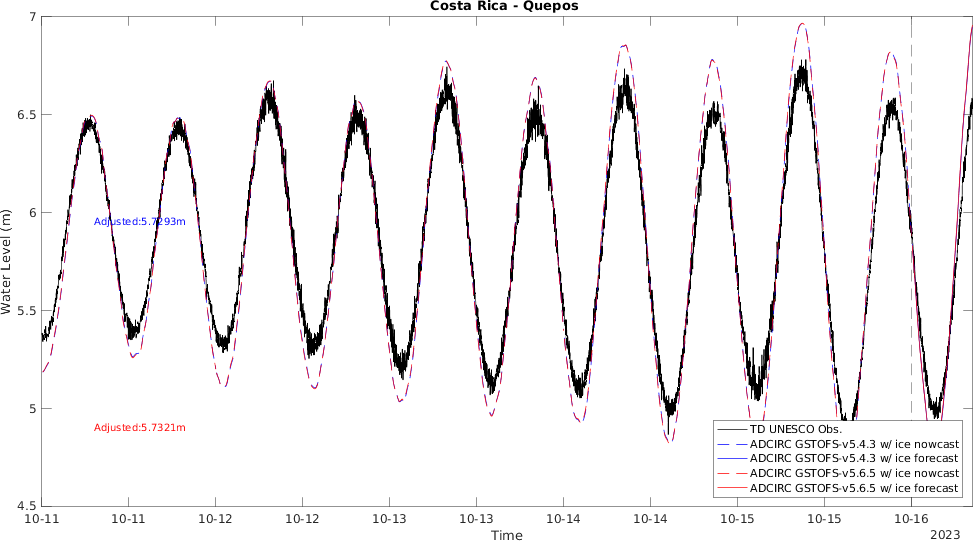 Costa Rica - Quepos
7
6.5
6
5.5
5
4.5
Water Level (m)
Adjusted:5.7293m
Adjusted:5.7321m
TD UNESCO Obs.
ADCIRC GSTOFS-v5.4.3 w/ ice nowcast
ADCIRC GSTOFS-v5.4.3 w/ ice forecast
ADCIRC GSTOFS-v5.6.5 w/ ice nowcast
ADCIRC GSTOFS-v5.6.5 w/ ice forecast
10-11 10-11 10-12 10-12 10-13 10-13 10-14 10-14 10-15 10-15 10-16
Time
2023